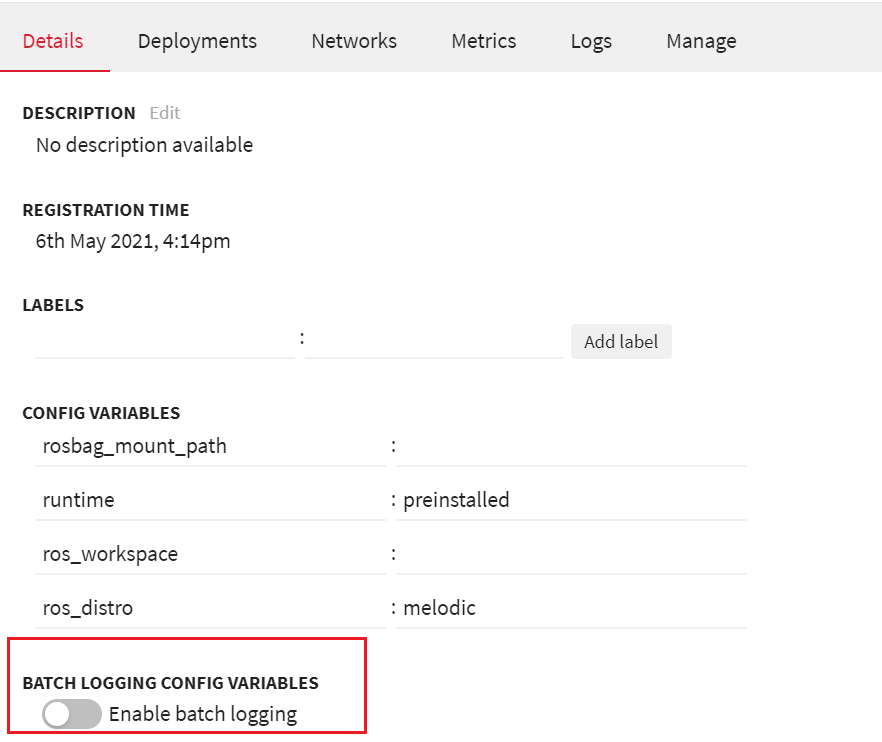 Details Deployments Networks Metrics Logs Manage
DESCRIPTION Edit
No description available
REGISTRATION TIME
6th May 2021, 4:14pm
LABELS
: Add label
CONFIG VARIABLES
rosbag_mount_path :
runtime : preinstalled
ros_workspace :
ros_distro : melodic
BATCH LOGGING CONFIG VARIABLES
Enable batch logging